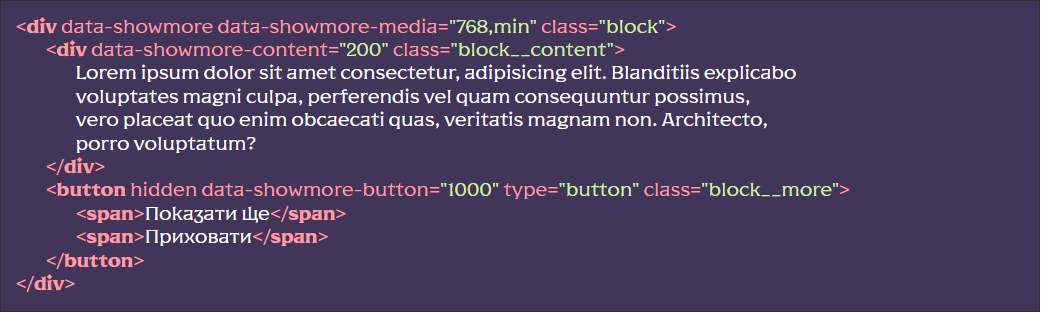 <div data-showmore data-showmore-media="768,min" class="block">
<div data-showmore-content="200" class="block__content">
Lorem ipsum dolor sit amet consectetur, adipisicing elit. Blanditiis explicabo
voluptates magni culpa, perferendis vel quam consequuntur possimus,
vero placeat quo enim obcaecati quas, veritatis magnam non. Architecto,
porro voluptatum?
</div>
<button hidden data-showmore-button="1000" type="button" class="block__more">
<span>Показати ще</span>
<span>Приховати</span>
</button>
</div>